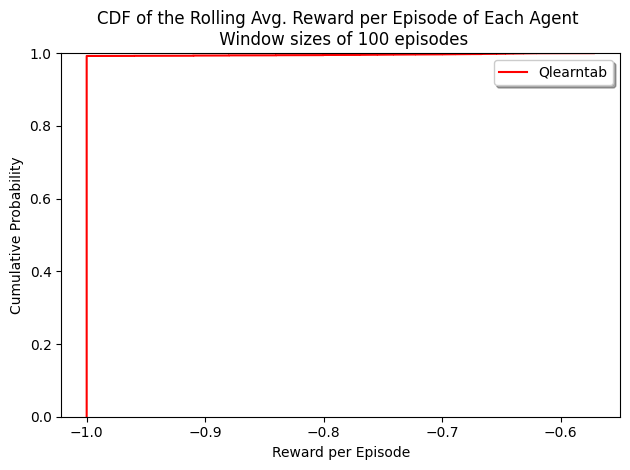 CDF of the Rolling Avg. Reward per Episode of Each Agent
Window sizes of 100 episodes
Qlearntab
1.0
0.8
0.6
0.4
0.2
0.0
Cumulative Probability
−1.0
−0.9
−0.8
−0.7
−0.6
Reward per Episode